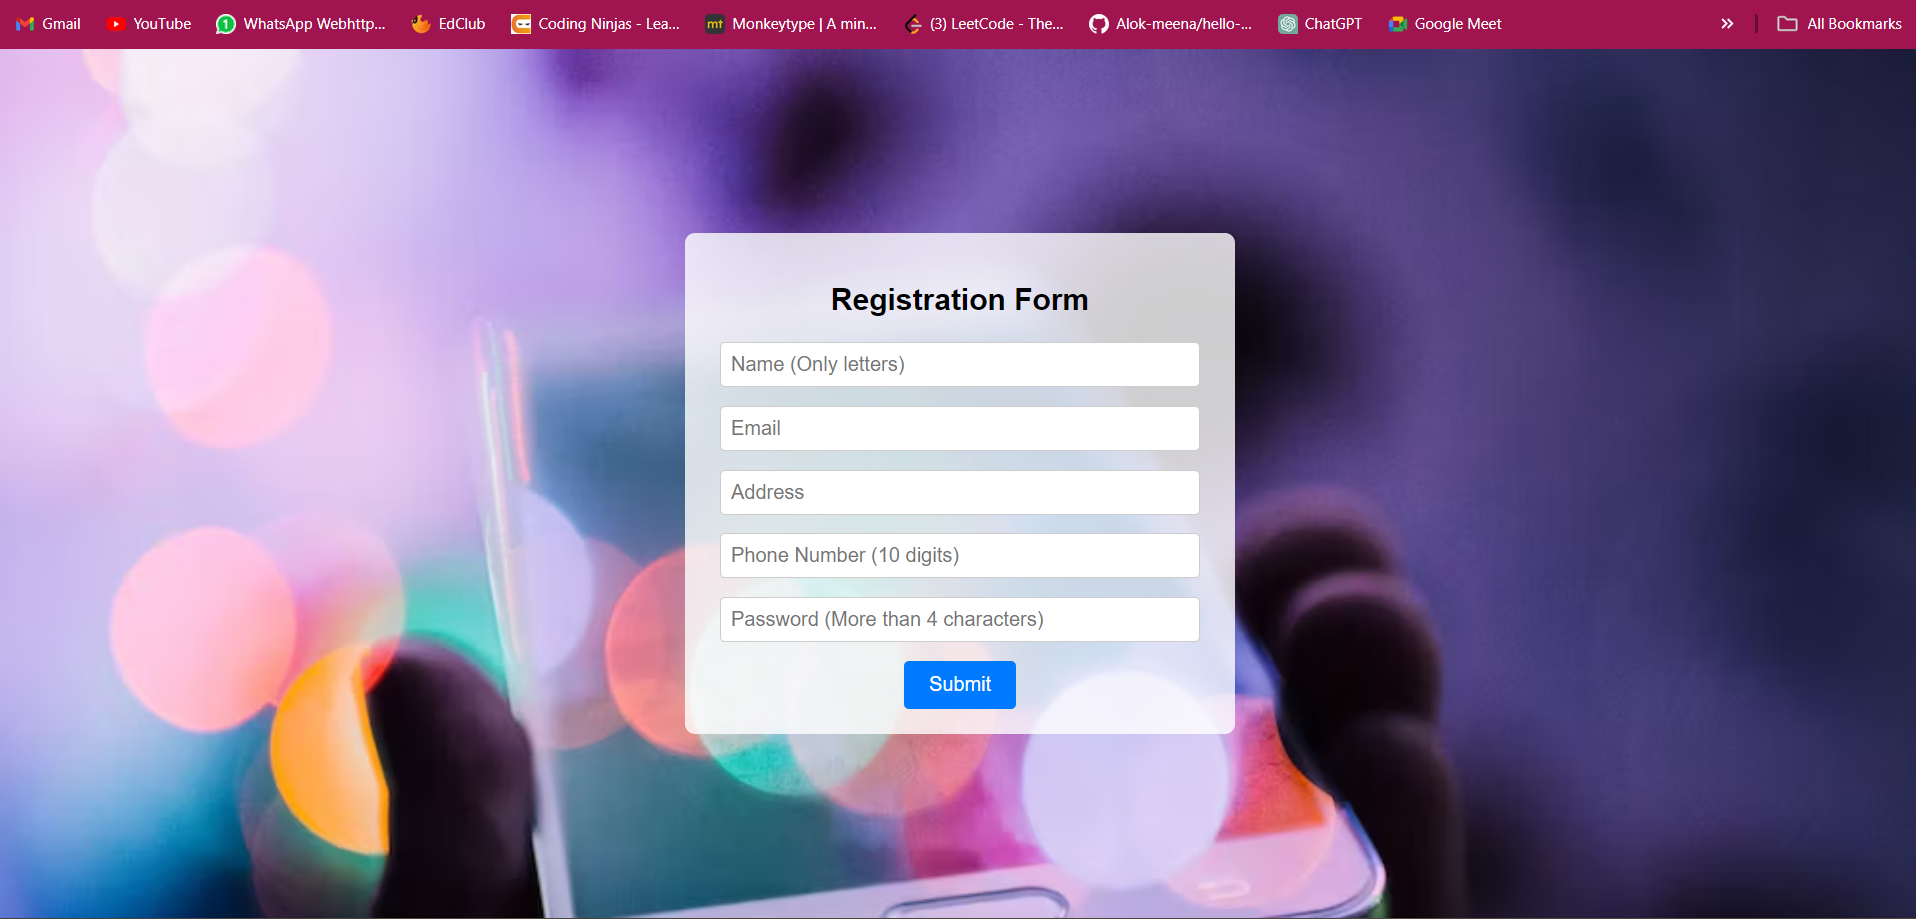 Gmail YouTube WhatsApp Webhttp... EdClub Coding Ninjas - Lea... mt Monkeytype | A min... (3) LeetCode - The... Alok-meena/hello-... ChatGPT Google Meet » All Bookmarks
Registration Form
Name (Only letters)
Email
Address
Phone Number (10 digits)
Password (More than 4 characters)
Submit